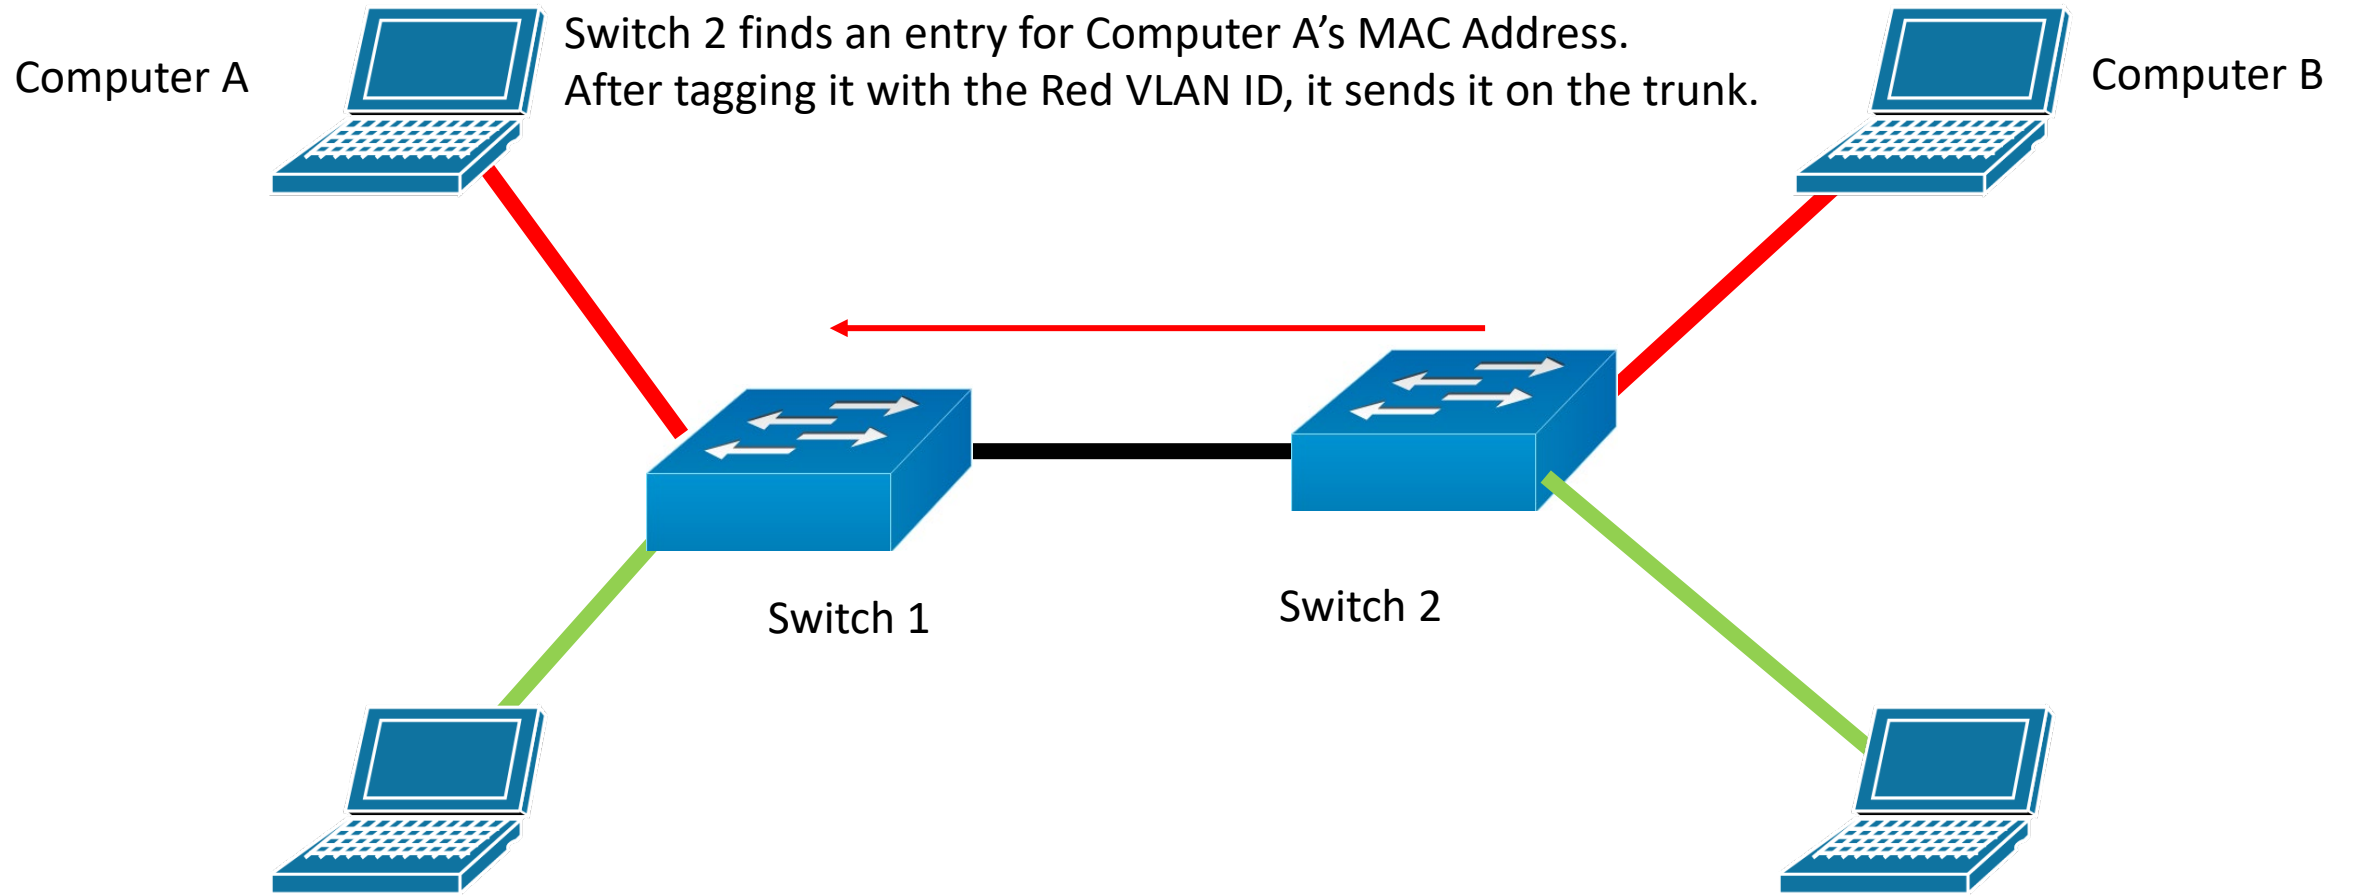 Switch 2 finds an entry for Computer A’s MAC Address.
After tagging it with the Red VLAN ID, it sends it on the trunk.
Computer A
Computer B
Switch 1
Switch 2